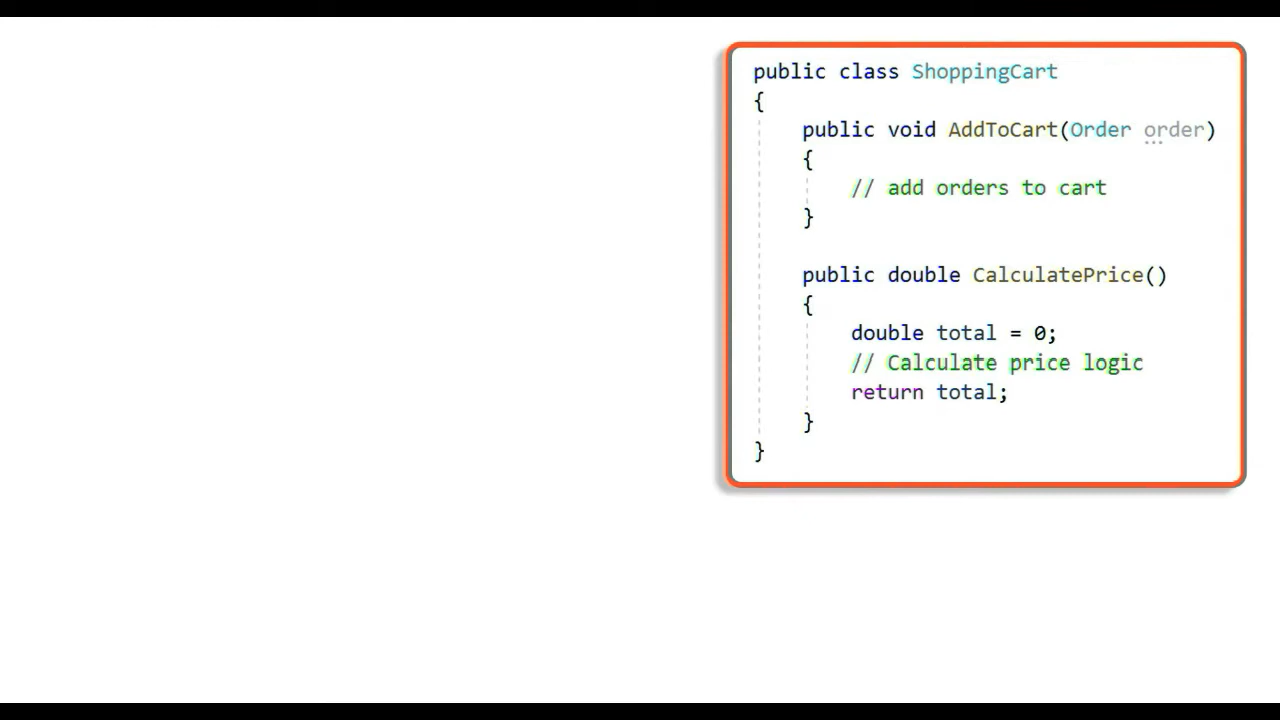 public class ShoppingCart
{
public void AddToCart(Order order)
{
// add orders to cart
}
public double CalculatePrice()
{
double total = 0;
// Calculate price logic
return total;
}
}